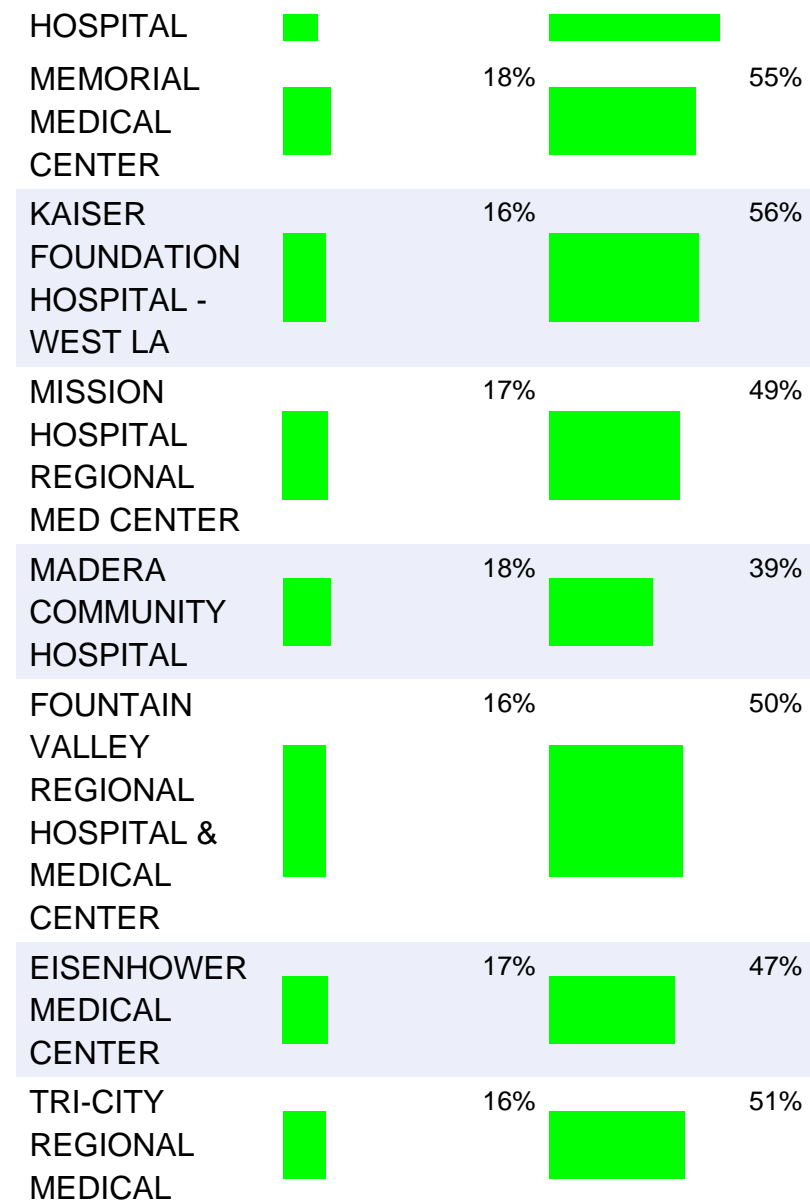 HOSPITAL
MEMORIAL 18% 55%
MEDICAL
CENTER
KAISER 16% 56%
FOUNDATION
HOSPITAL -
WEST LA
MISSION 17% 49%
HOSPITAL
REGIONAL
MED CENTER
MADERA 18% 39%
COMMUNITY
HOSPITAL
FOUNTAIN 16% 50%
VALLEY
REGIONAL
HOSPITAL &
MEDICAL
CENTER
EISENHOWER 17% 47%
MEDICAL
CENTER
TRI-CITY 16% 51%
REGIONAL
MEDICAL